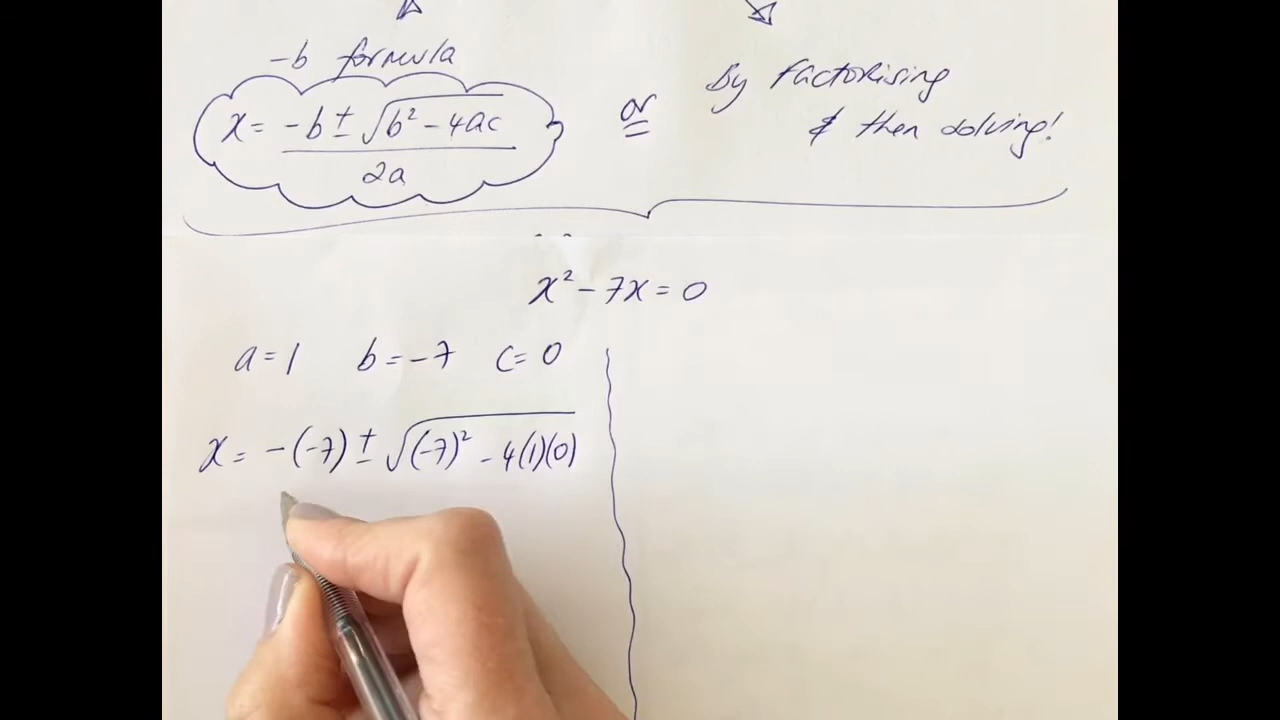 -b formula
x = -b ± √b² - 4ac
2a
or
By factorising
& then solving!
x² - 7x = 0
a = 1 b = -7 c = 0
x = -(-7) ± √(-7)² - 4(1)(0)